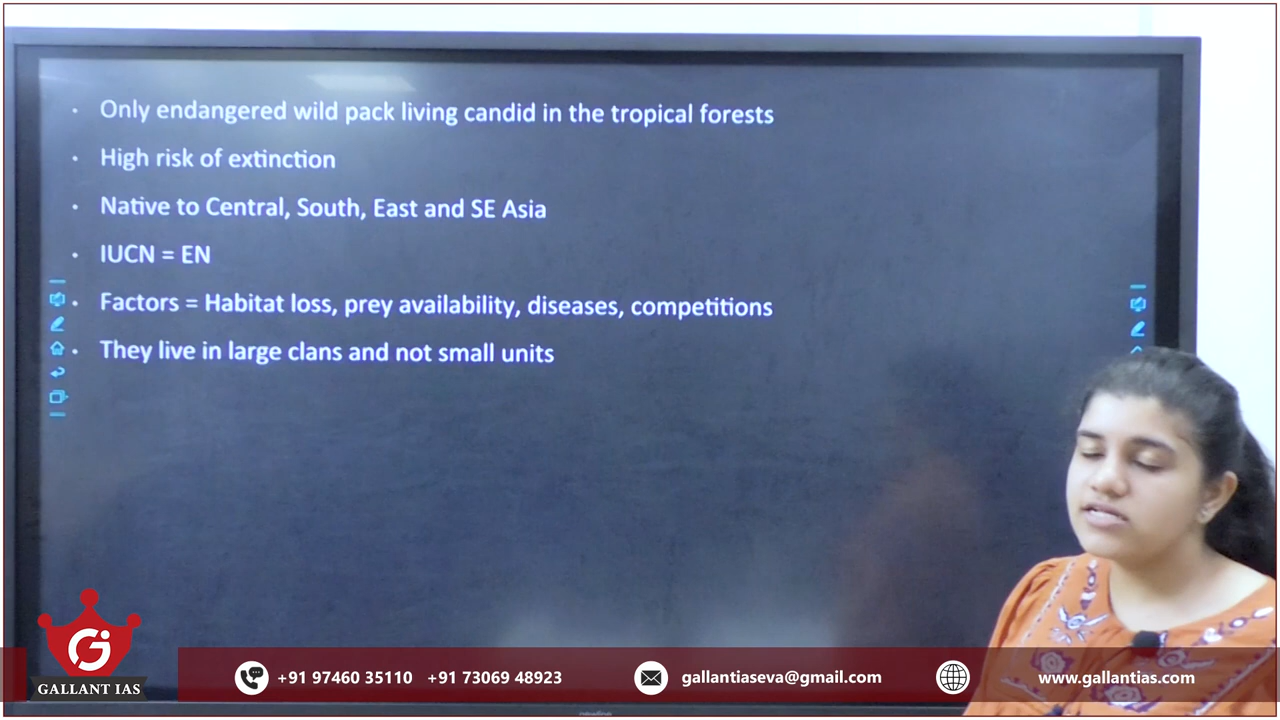 • Only endangered wild pack living candid in the tropical forests
• High risk of extinction
• Native to Central, South, East and SE Asia
• IUCN = EN
• Factors = Habitat loss, prey availability, diseases, competitions
• They live in large clans and not small units
GALLANT IAS
+91 97460 35110 +91 73069 48923
gallantiaseva@gmail.com
www.gallantias.com